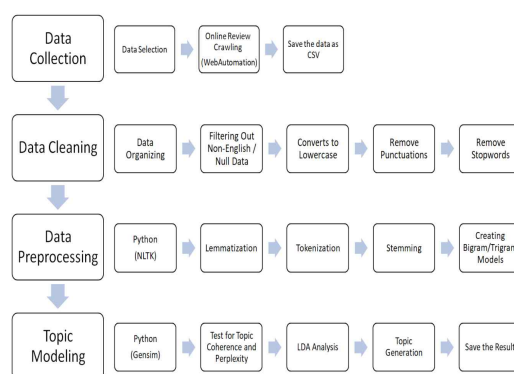 Data
Collection
Data Selection
Online Review
Crawling
(WebAutomation)
Save the data as
CSV
Data Cleaning
Data
Organizing
Filtering Out
Non-English /
Null Data
Converts to
Lowercase
Remove
Punctuations
Remove
Stopwords
Data
Preprocessing
Python
(NLTK)
Lemmatization
Tokenization
Stemming
Creating
Bigram/Trigram
Models
Topic
Modeling
Python
(Gensim)
Test for Topic
Coherence and
Perplexity
LDA Analysis
Topic
Generation
Save the Result